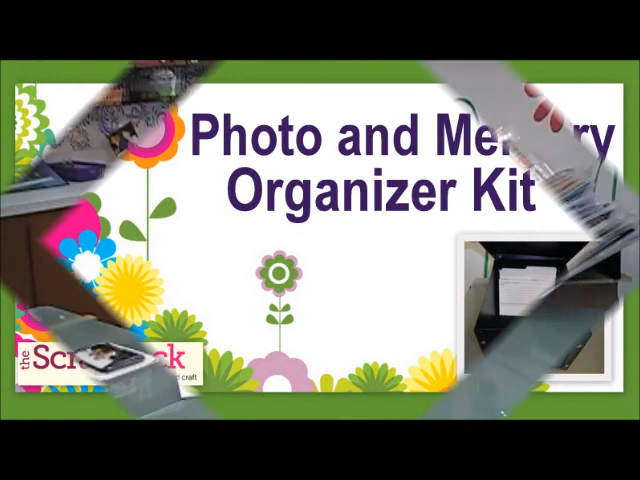 Photo and
Organizer Kit
the